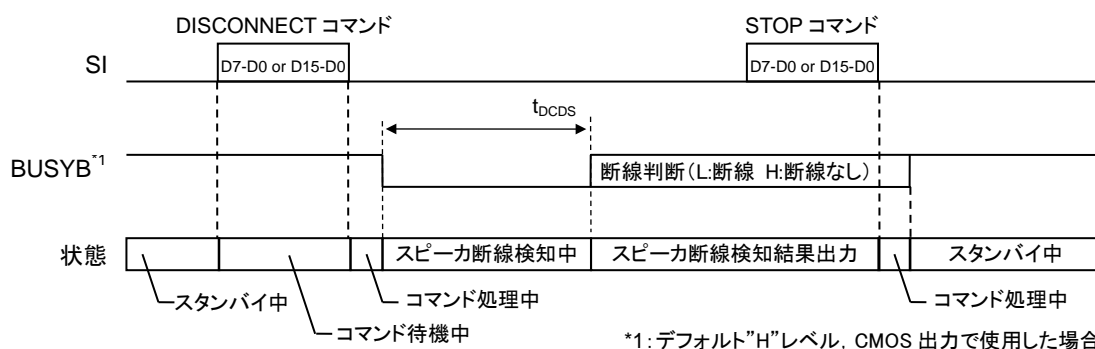 DISCONNECT コマンド
STOP コマンド
SI
D7-D0 or D15-D0
D7-D0 or D15-D0
tDCDS
BUSYB*1
断線判断(L:断線 H:断線なし)
状態
スピーカ断線検知中
スピーカ断線検知結果出力
スタンバイ中
スタンバイ中
コマンド処理中
コマンド処理中
コマンド待機中
*1:デフォルト"H"レベル, CMOS 出力で使用した場合